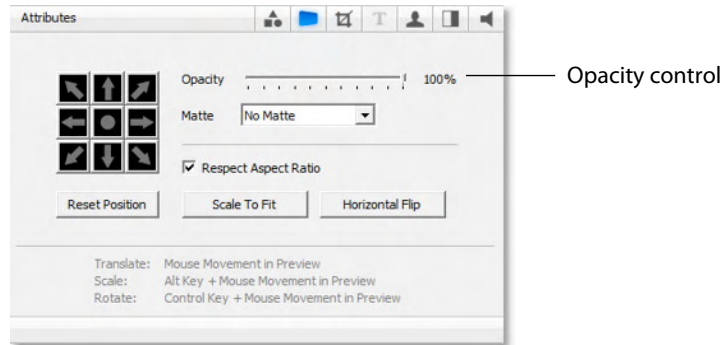 Attributes
T
Opacity 100% Opacity control
Matte No Matte
Respect Aspect Ratio
Reset Position Scale To Fit Horizontal Flip
Translate: Mouse Movement in Preview
Scale: Alt Key + Mouse Movement in Preview
Rotate: Control Key + Mouse Movement in Preview